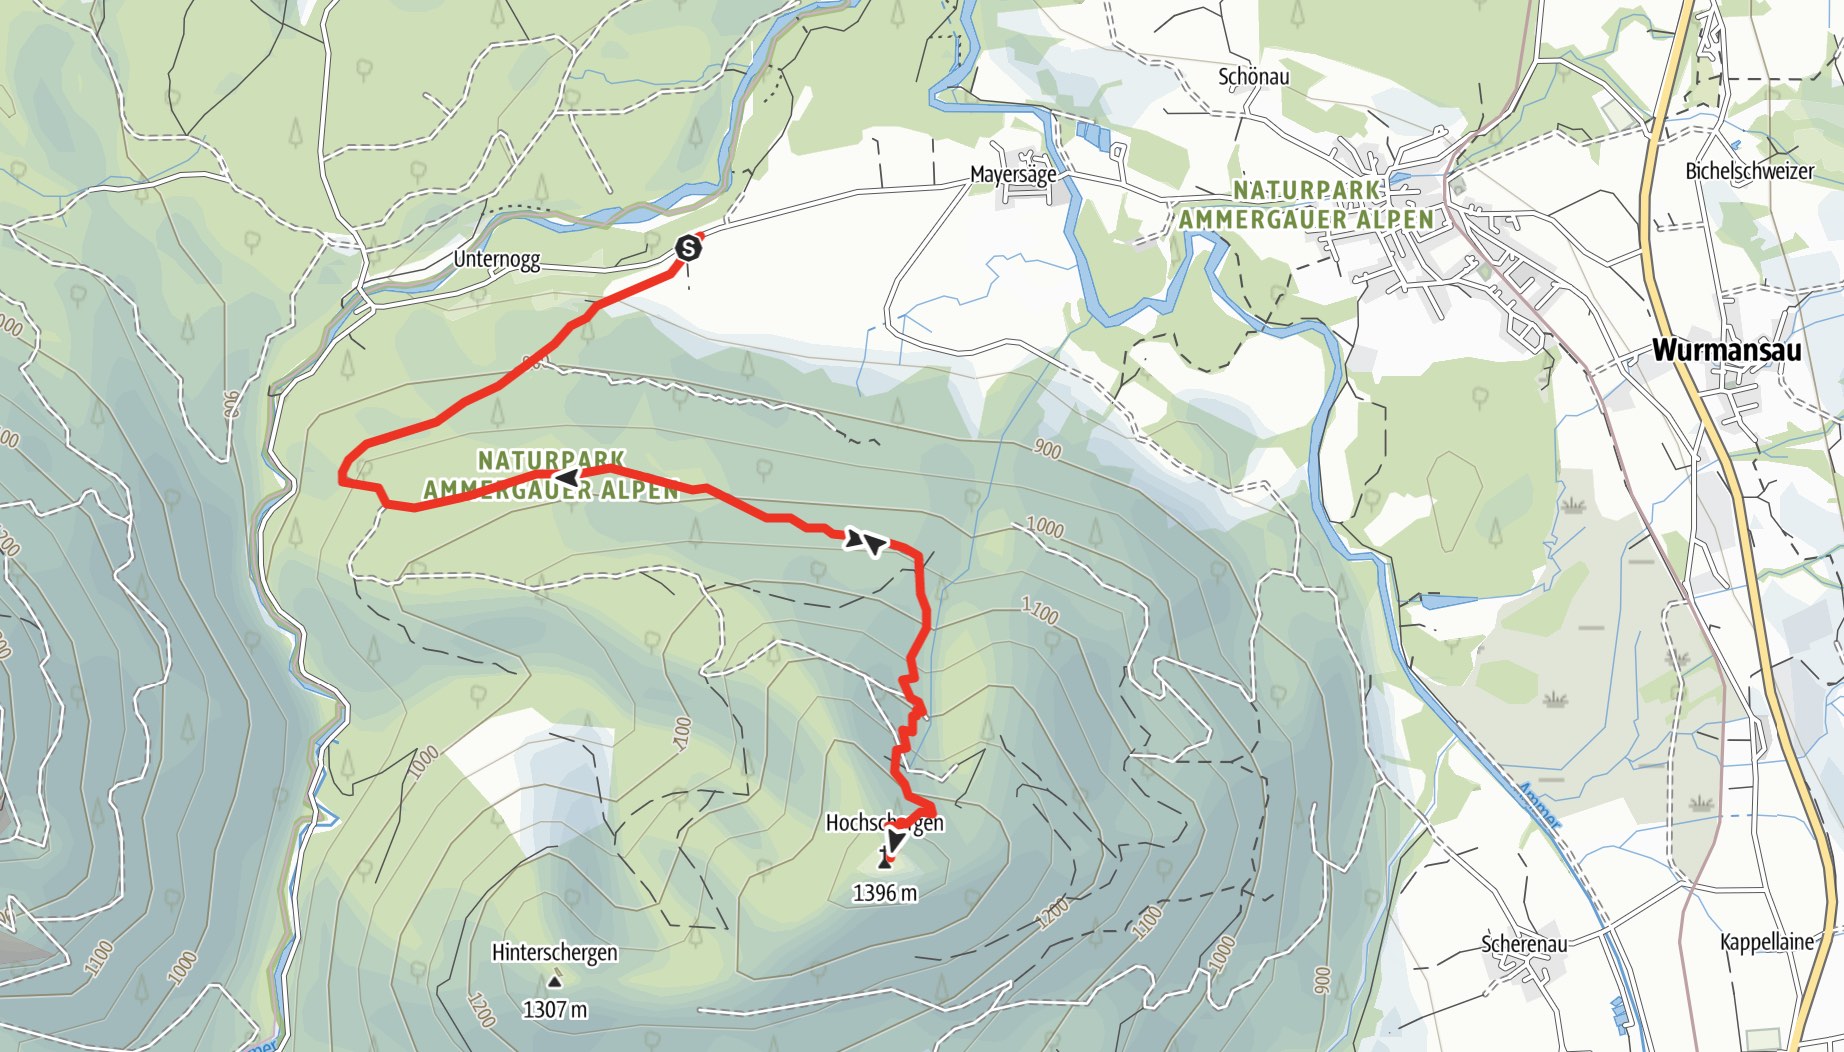 Schönau
Mayersäge
Bichelschweizer
NATURPARK
AMMERGAUER ALPEN
S
Unternogg
Wurmansau
900
900
NATURPARK
AMMERGAUER ALPEN
1000
1100
1100
1000
Ammer
Hochschergen
1396 m
1200
1100
1000
900
Scherenau
Kappellaine
Hinterschergen
1307 m
1200
1100
1000